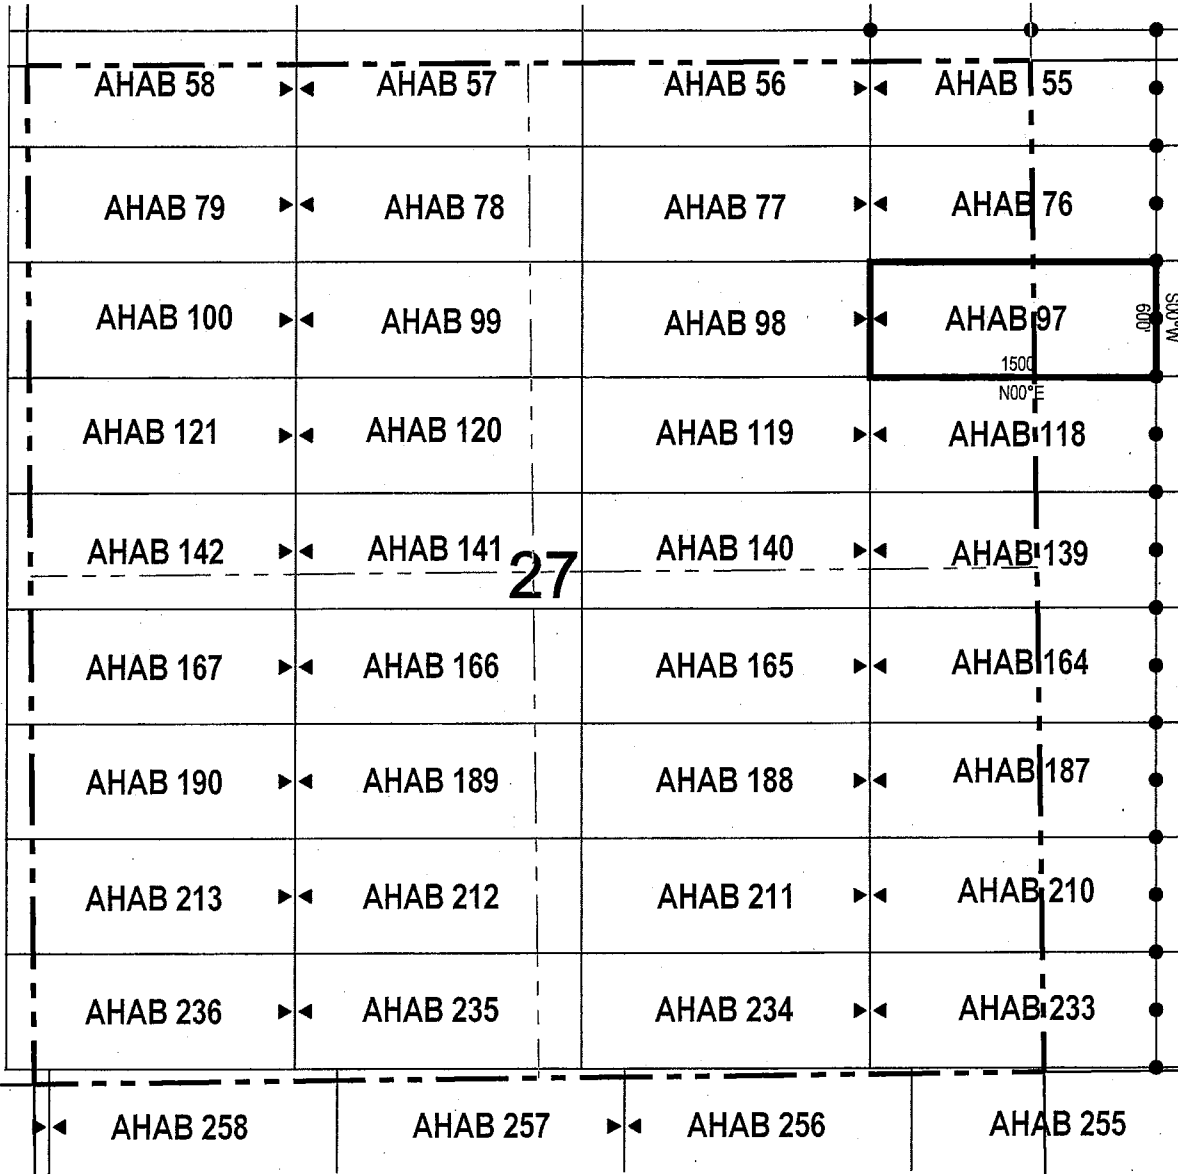 AHAB 58 AHAB 57 AHAB 56 AHAB 55
AHAB 79 AHAB 78 AHAB 77 AHAB 76
AHAB 100 AHAB 99 AHAB 98 AHAB 97
600'
S00°W
1500
N00°E
AHAB 121 AHAB 120 AHAB 119 AHAB 118
AHAB 142 AHAB 141 AHAB 140 AHAB 139
27
AHAB 167 AHAB 166 AHAB 165 AHAB 164
AHAB 190 AHAB 189 AHAB 188 AHAB 187
AHAB 213 AHAB 212 AHAB 211 AHAB 210
AHAB 236 AHAB 235 AHAB 234 AHAB 233
AHAB 258 AHAB 257 AHAB 256 AHAB 255